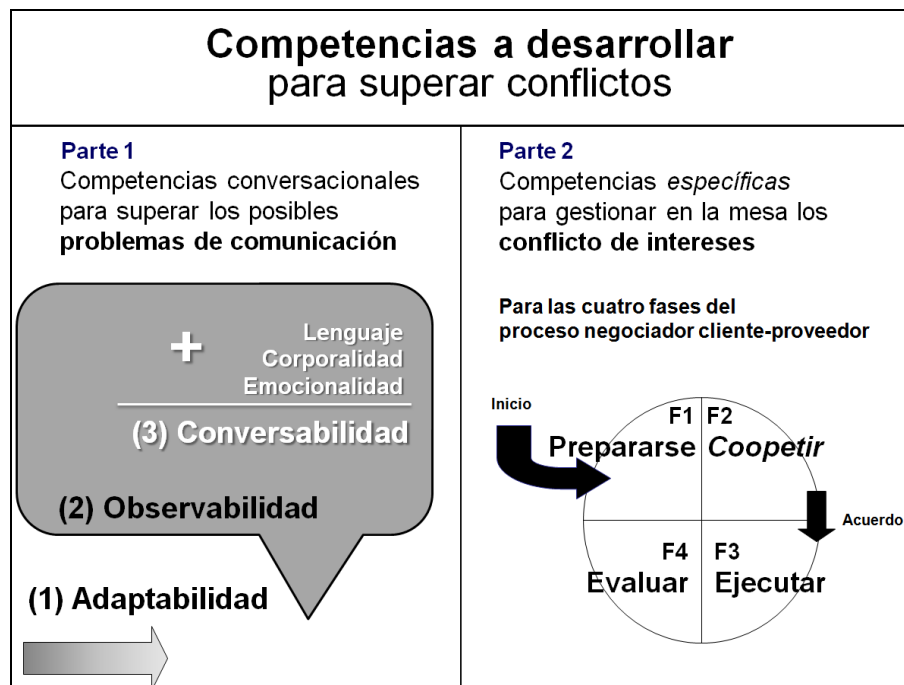 Competencias a desarrollar
para superar conflictos
Parte 1
Competencias conversacionales
para superar los posibles
problemas de comunicación
+
Lenguaje
Corporalidad
Emocionalidad
(3) Conversabilidad
(2) Observabilidad
(1) Adaptabilidad
Parte 2
Competencias específicas
para gestionar en la mesa los
conflicto de intereses
Para las cuatro fases del
proceso negociador cliente-proveedor
Inicio
F1 F2
Prepararse Coopetir
Acuerdo
F4 F3
Evaluar Ejecutar